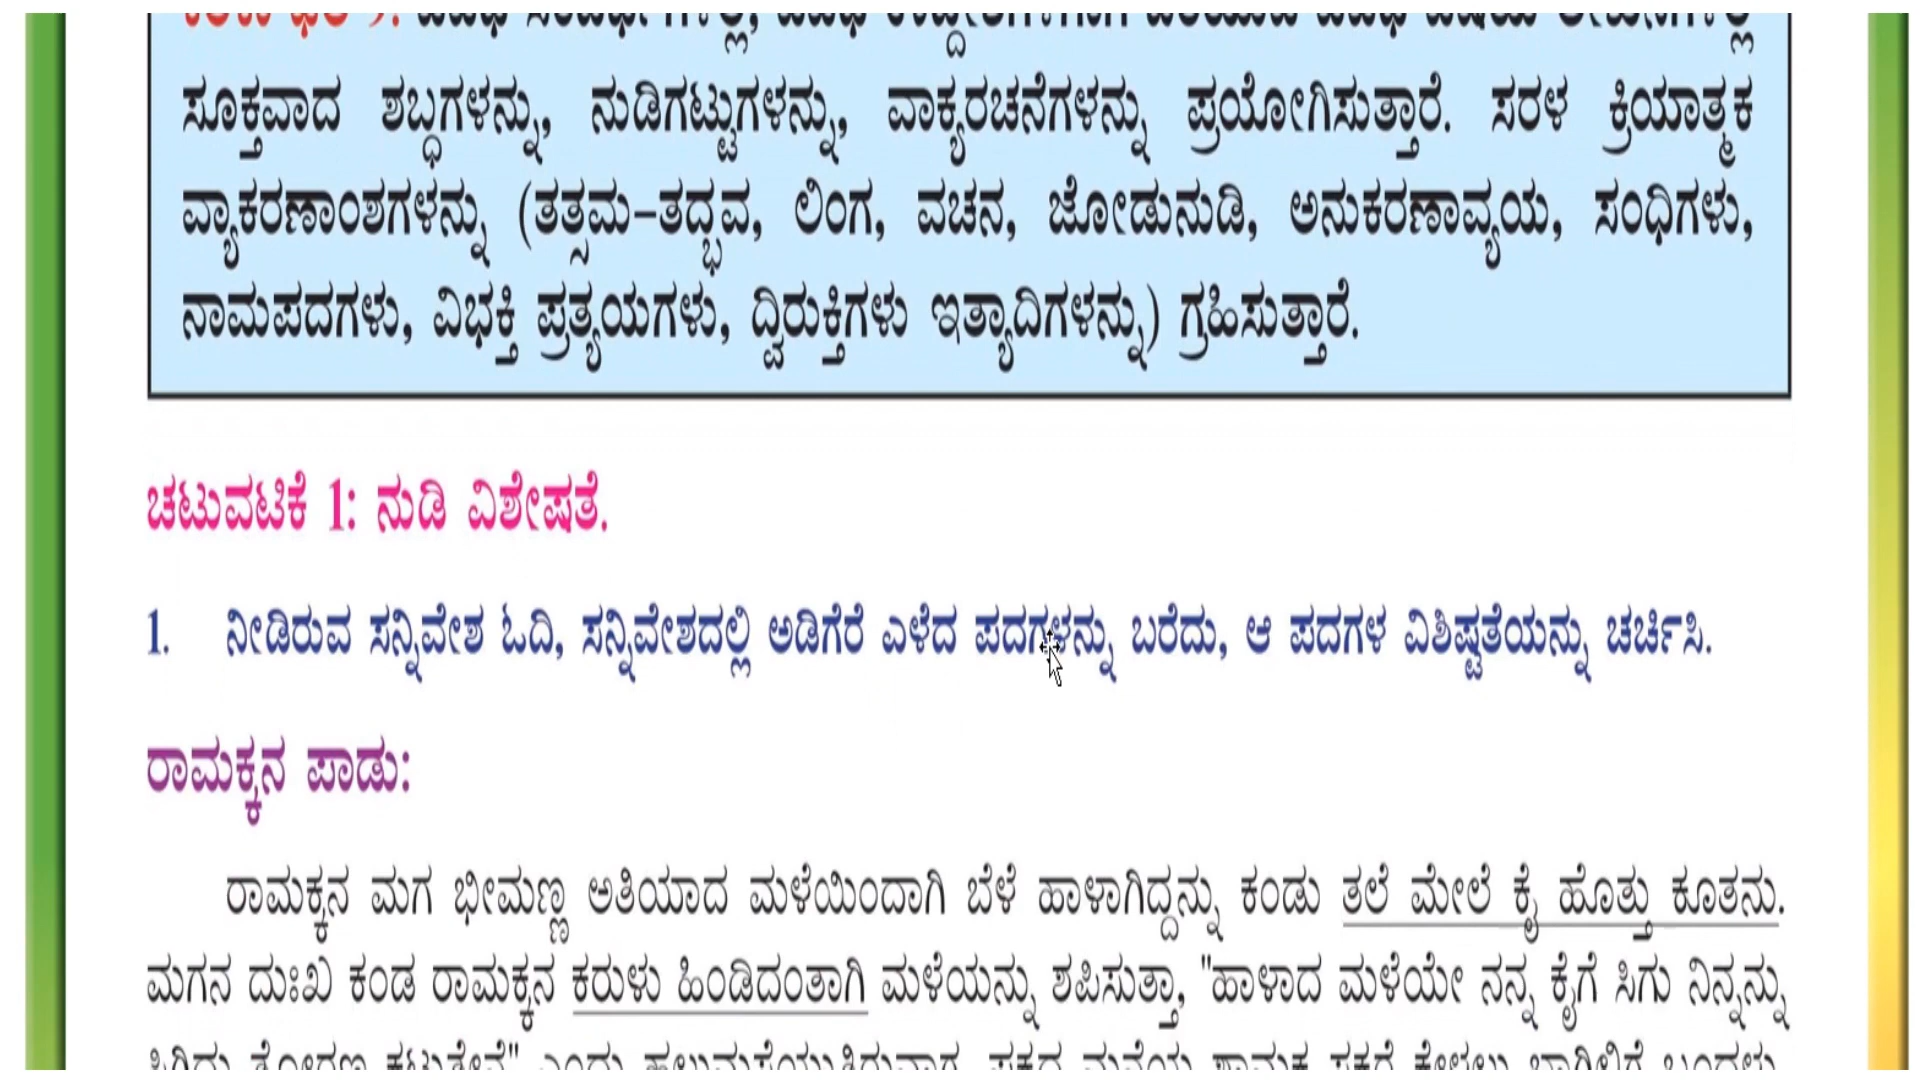 ಸೂಕ್ತವಾದ ಶಬ್ಧಗಳನ್ನು, ನುಡಿಗಟ್ಟುಗಳನ್ನು, ವಾಕ್ಯರಚನೆಗಳನ್ನು ಪ್ರಯೋಗಿಸುತ್ತಾರೆ. ಸರಳ ಕ್ರಿಯಾತ್ಮಕ
ವ್ಯಾಕರಣಾಂಶಗಳನ್ನು (ತತ್ಸಮ–ತದ್ಭವ, ಲಿಂಗ, ವಚನ, ಜೋಡುನುಡಿ, ಅನುಕರಣಾವ್ಯಯ, ಸಂಧಿಗಳು,
ನಾಮಪದಗಳು, ವಿಭಕ್ತಿ ಪ್ರತ್ಯಯಗಳು, ದ್ವಿರುಕ್ತಿಗಳು ಇತ್ಯಾದಿಗಳನ್ನು) ಗ್ರಹಿಸುತ್ತಾರೆ.
ಚಟುವಟಿಕೆ 1: ನುಡಿ ವಿಶೇಷತೆ.
1. ನೀಡಿರುವ ಸನ್ನಿವೇಶ ಓದಿ, ಸನ್ನಿವೇಶದಲ್ಲಿ ಅಡಿಗೆರೆ ಎಳೆದ ಪದಗಳನ್ನು ಬರೆದು, ಆ ಪದಗಳ ವಿಶಿಷ್ಟತೆಯನ್ನು ಚರ್ಚಿಸಿ.
ರಾಮಕ್ಕನ ಪಾಡು:
ರಾಮಕ್ಕನ ಮಗ ಭೀಮಣ್ಣ ಅತಿಯಾದ ಮಳೆಯಿಂದಾಗಿ ಬೆಳೆ ಹಾಳಾಗಿದ್ದನ್ನು ಕಂಡು ತಲೆ ಮೇಲೆ ಕೈ ಹೊತ್ತು ಕೂತನು.
ಮಗನ ದುಃಖ ಕಂಡ ರಾಮಕ್ಕನ ಕರುಳು ಹಿಂಡಿದಂತಾಗಿ ಮಳೆಯನ್ನು ಶಪಿಸುತ್ತಾ, "ಹಾಳಾದ ಮಳೆಯೇ ನನ್ನ ಕೈಗೆ ಸಿಗು ನಿನ್ನನ್ನು